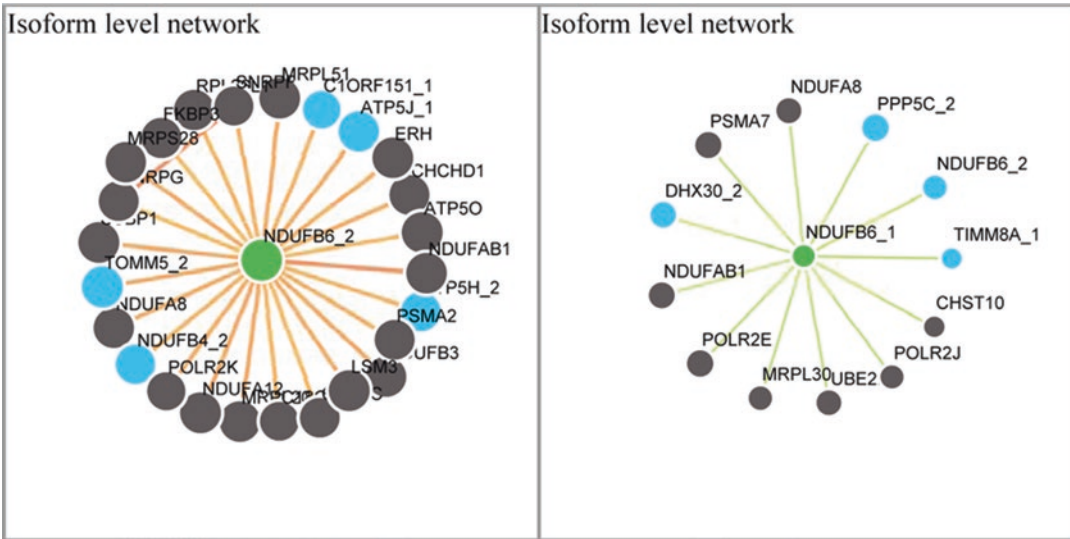 Isoform level network
MRPL51
C1ORF151_1
ATP5J_1
FKBP3
ERH
MRPS28
CHCHD1
ATP5O
NDUFB6_2
NDUFAB1
TOMM5_2
PSMA2
NDUFA8
NDUFB4_2
LSM3
POLR2K
NDUFA12
Isoform level network
NDUFA8
PPP5C_2
PSMA7
NDUFB6_2
DHX30_2
NDUFB6_1
TIMM8A_1
NDUFAB1
CHST10
POLR2E
POLR2J
MRPL30
UBE2